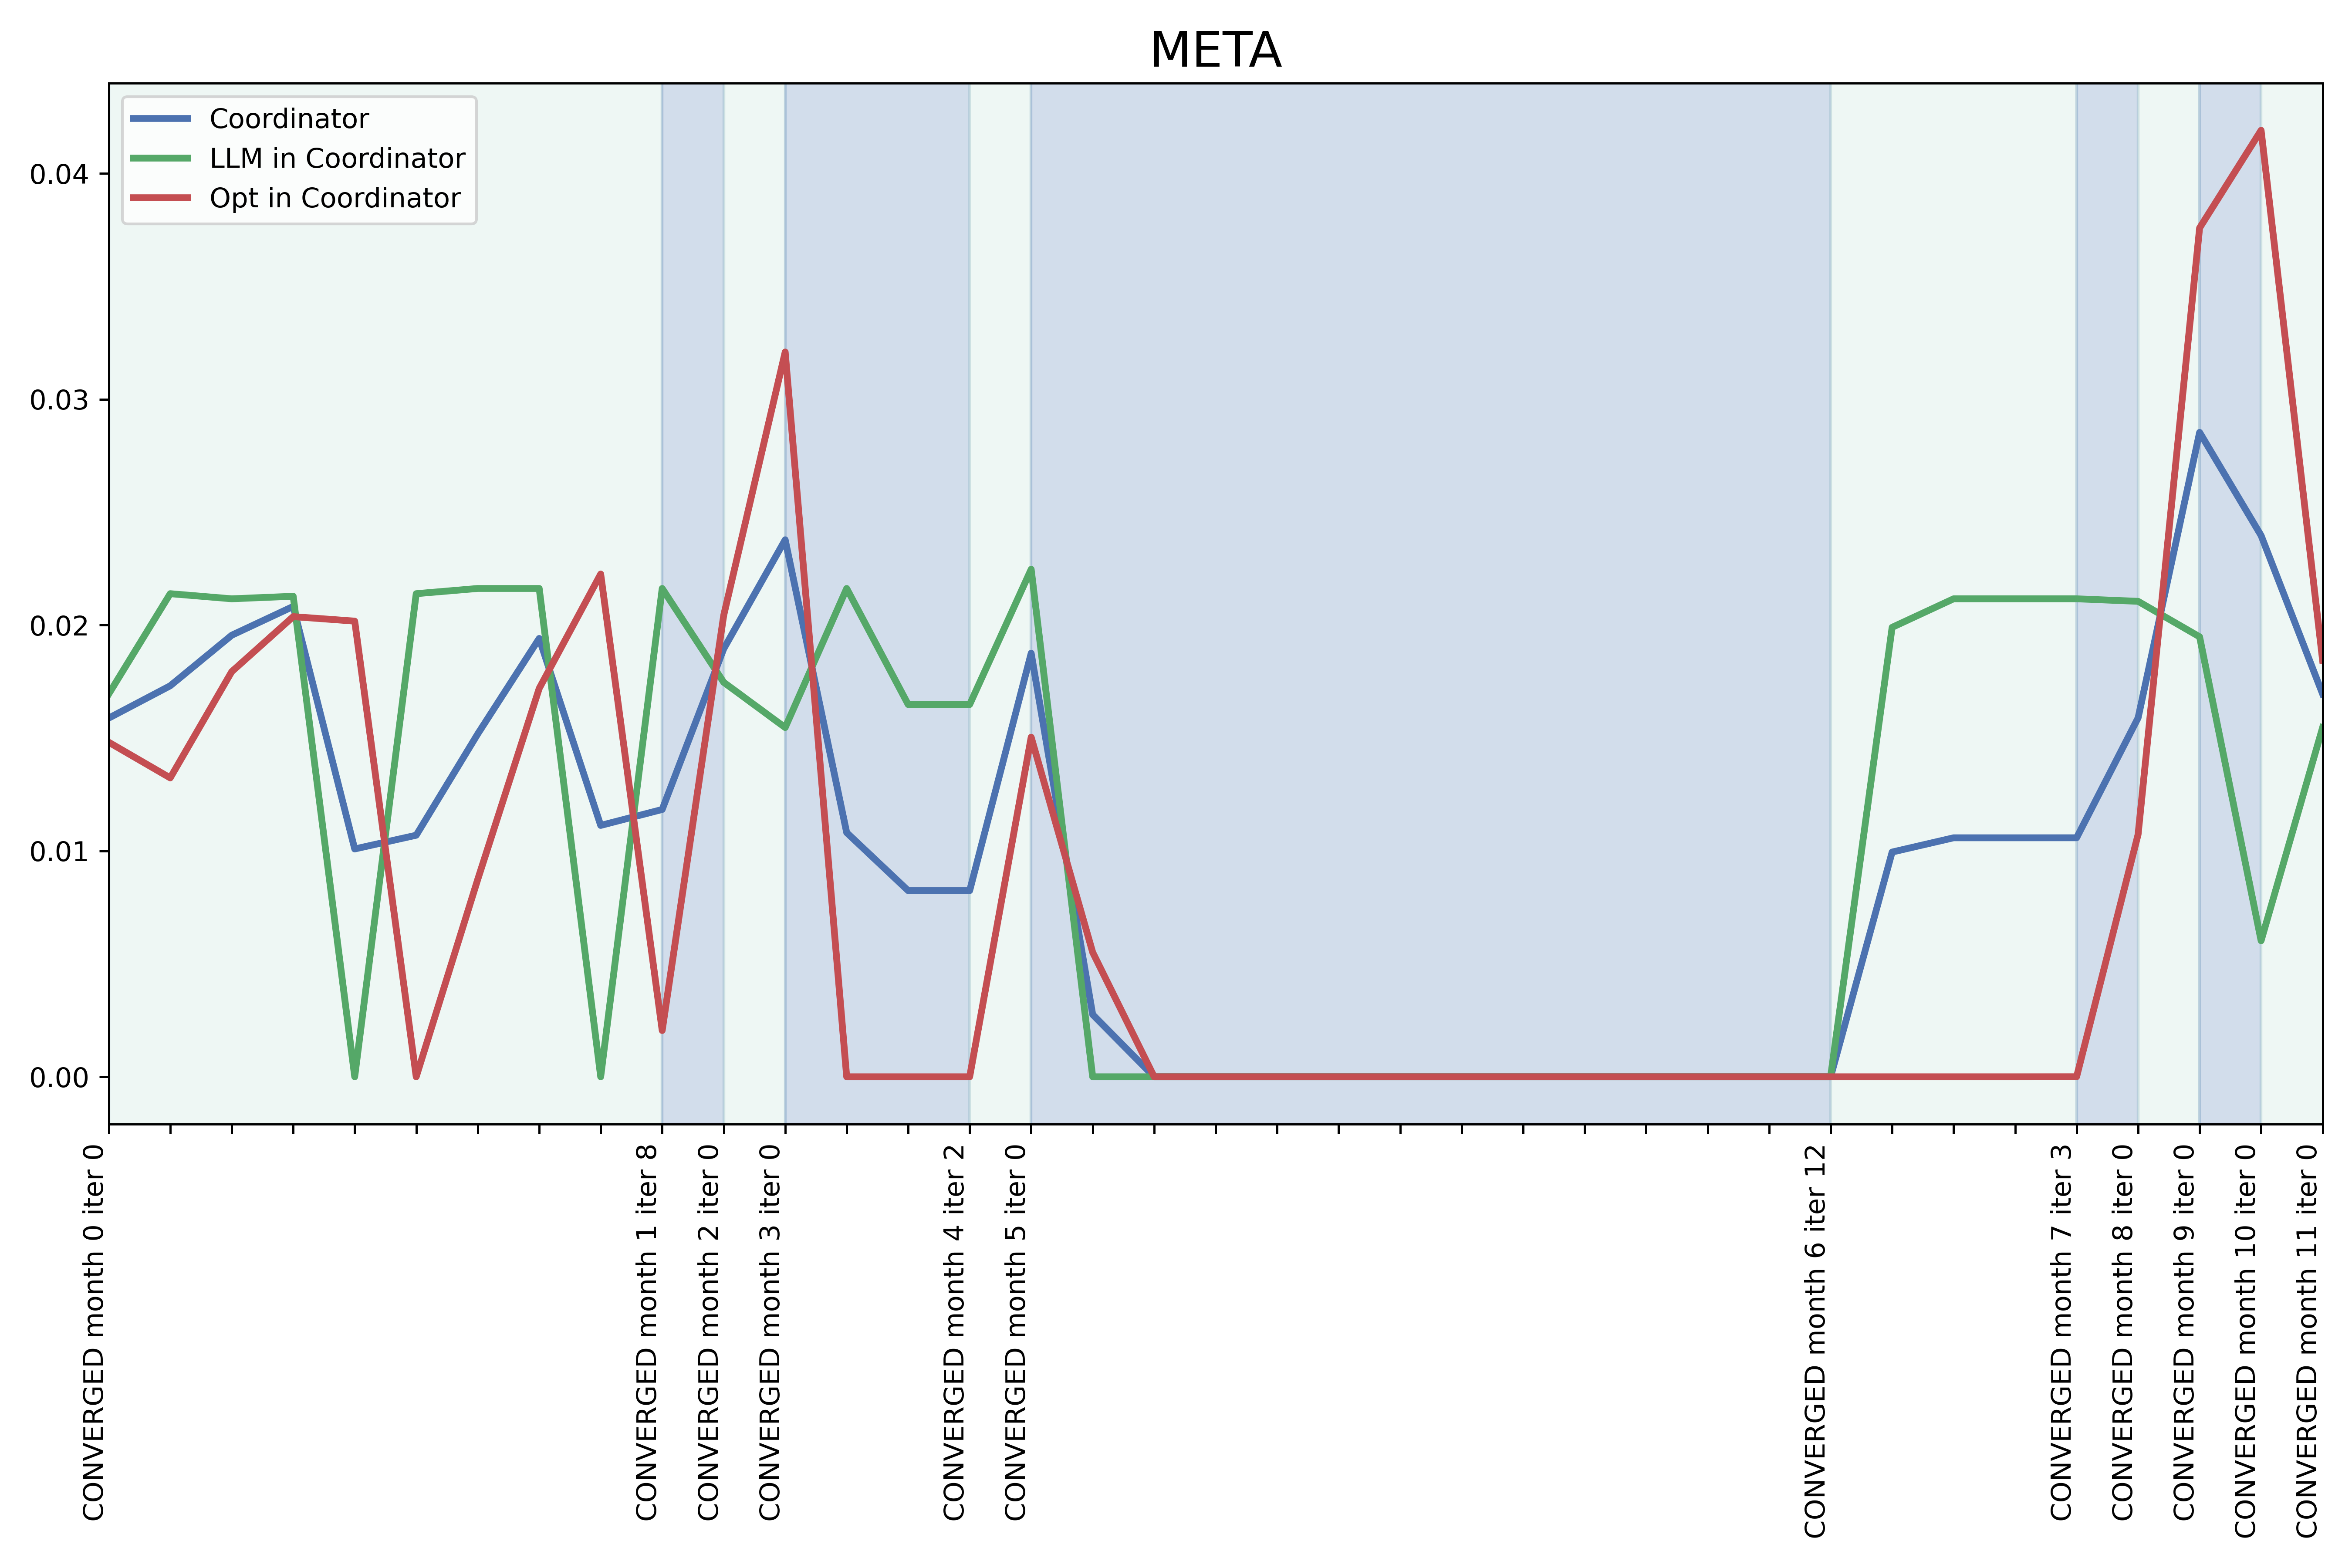 META
Coordinator
LLM in Coordinator
Opt in Coordinator
0.04
0.03
0.02
0.01
0.00
CONVERGED month 0 iter 0
CONVERGED month 1 iter 8
CONVERGED month 2 iter 0
CONVERGED month 3 iter 0
CONVERGED month 4 iter 2
CONVERGED month 5 iter 0
CONVERGED month 6 iter 12
CONVERGED month 7 iter 3
CONVERGED month 8 iter 0
CONVERGED month 9 iter 0
CONVERGED month 10 iter 0
CONVERGED month 11 iter 0